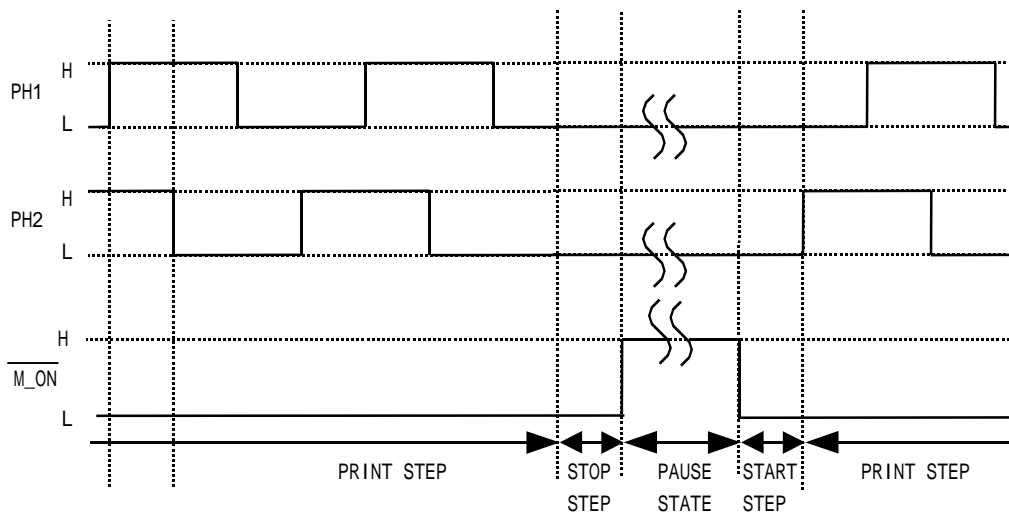 H
PH1
L
H
PH2
L
H
M_ON
L
PRINT STEP
STOP
STEP
PAUSE
STATE
START
STEP
PRINT STEP